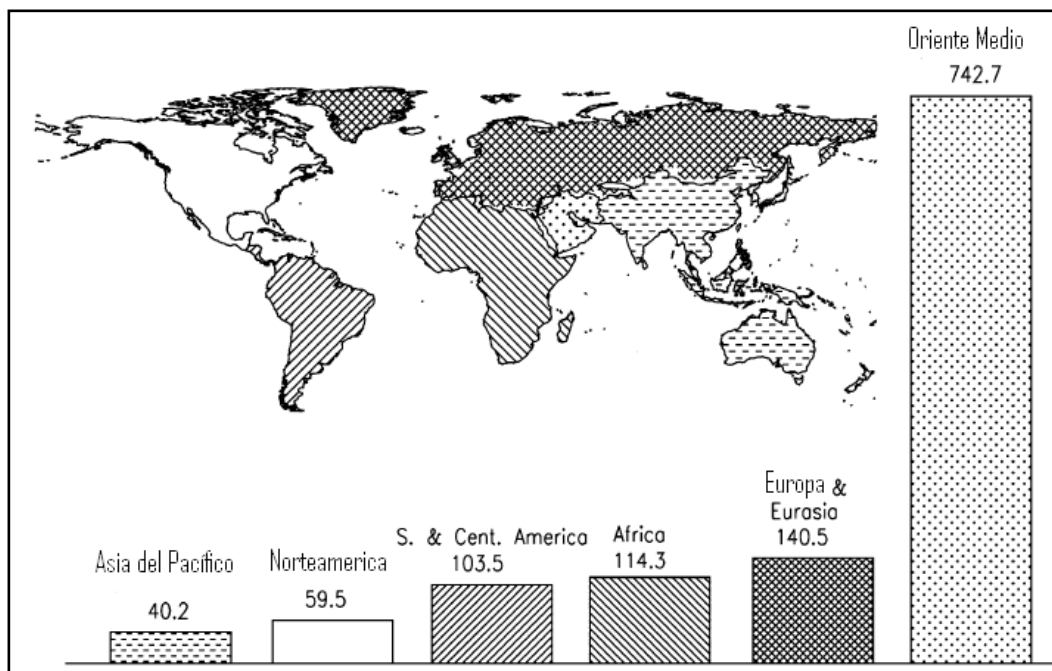 Oriente Medio
742.7
Europa &
Eurasia
140.5
S. & Cent. America
103.5
Africa
114.3
Asia del Pacífico
40.2
Norteamerica
59.5